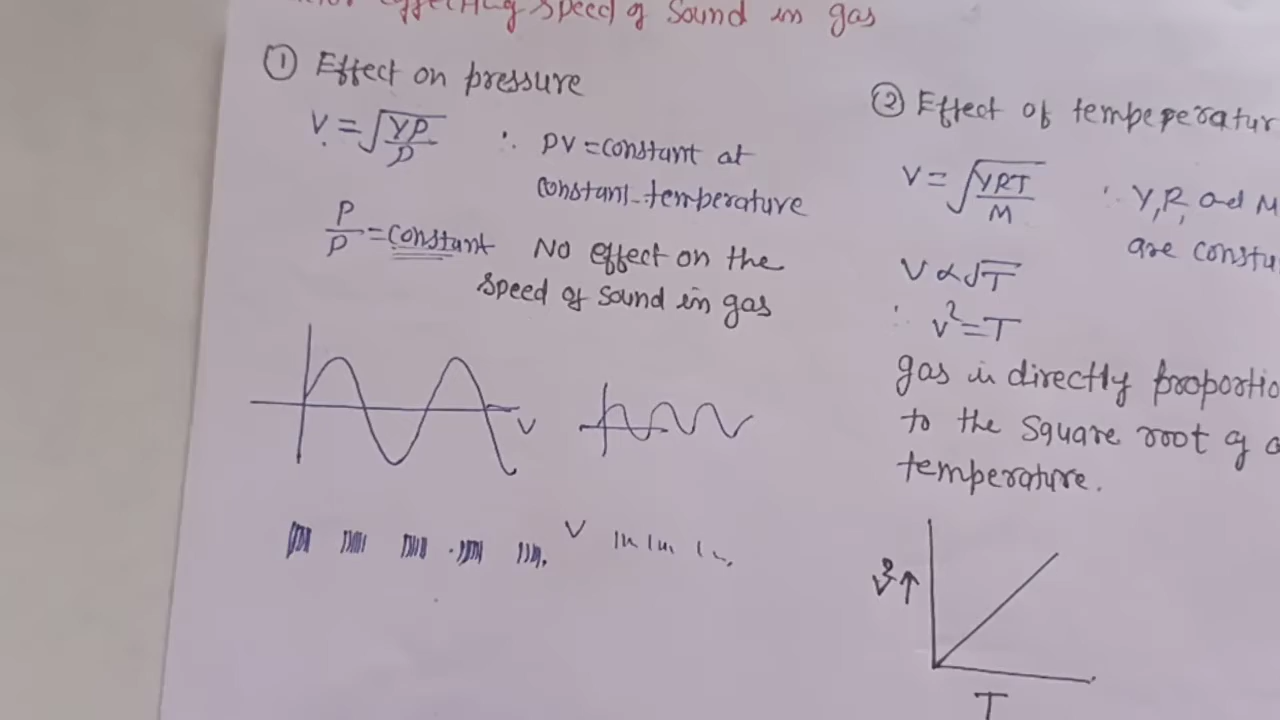 effecting speed of sound in gas
① Effect on pressure
V = √(γP/ρ) ∴ PV = constant at
constant temperature
P/ρ = constant No effect on the
speed of sound in gas
V
V
② Effect of tempeperatur
V = √(γRT/M) ∵ γ, R, and M
are consta
V ∝ √T
∴ v² = T
gas is directly proportio
to the square root of a
temperature.
v ↑
T